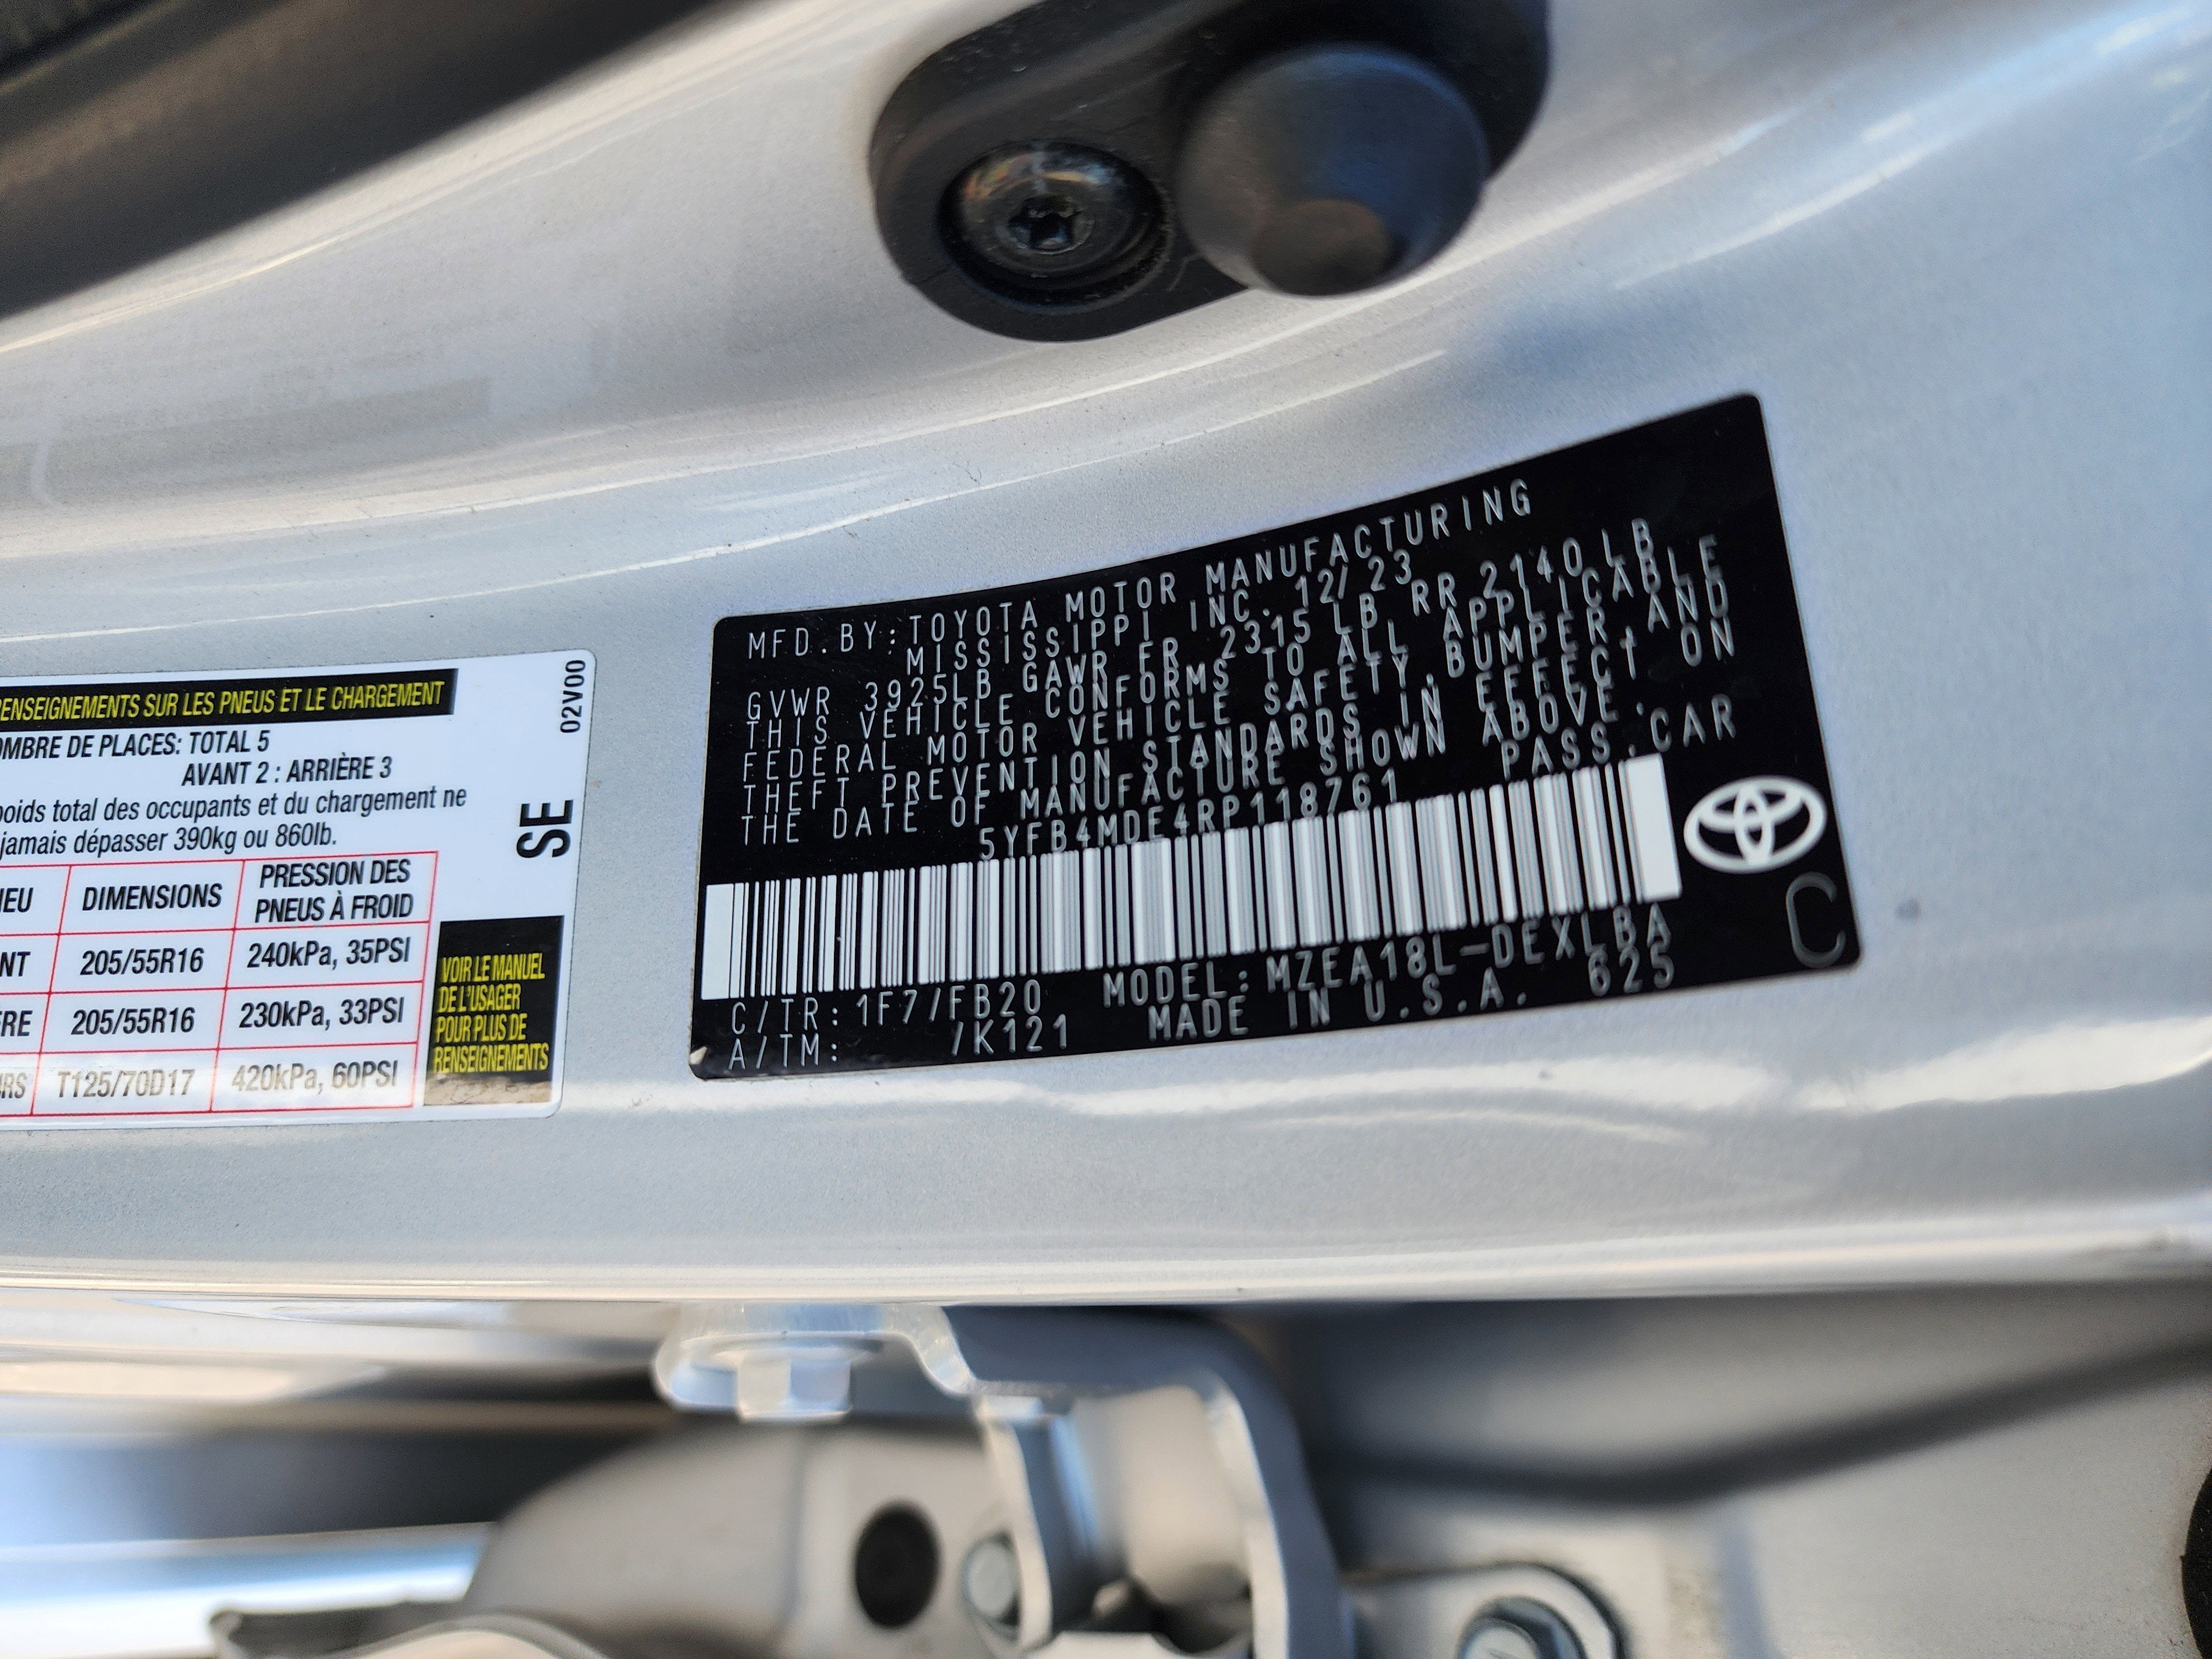 RENSEIGNEMENTS SUR LES PNEUS ET LE CHARGEMENT
TOTAL 5
DE PLACES:
AVANT 2 : ARRIÈRE 3
poids total des occupants et du chargement ne
jamais dépasser 390kg ou 860lb.
DIMENSIONS
PRESSION DES
PNEUS À FROID
205/55R16
240kPa, 35PSI
205/55R16
230kPa, 33PSI
T125/70D17
420kPa, 60PSI
VOIR LE MANUEL
DE L'USAGER
POUR PLUS DE
RENSEIGNEMENTS
02V00
SE
MFD.BY:TOYOTA MOTOR MANUFACTURING
MISSISSIPPI INC. 12/23
GVWR 3925LB GAWR FR 2315 LB RR 2140 LB
THIS VEHICLE CONFORMS TO ALL APPLICABLE
FEDERAL MOTOR VEHICLE SAFETY, BUMPER, AND
THEFT PREVENTION STANDARDS IN EFFECT ON
THE DATE OF MANUFACTURE SHOWN ABOVE.
5YFB4MDE4RP118761 PASS.CAR
C/TR: 1F7/FB20 MODEL: MZEA18L-DEXLBA
A/TM: /K121 MADE IN U.S.A. 625
C